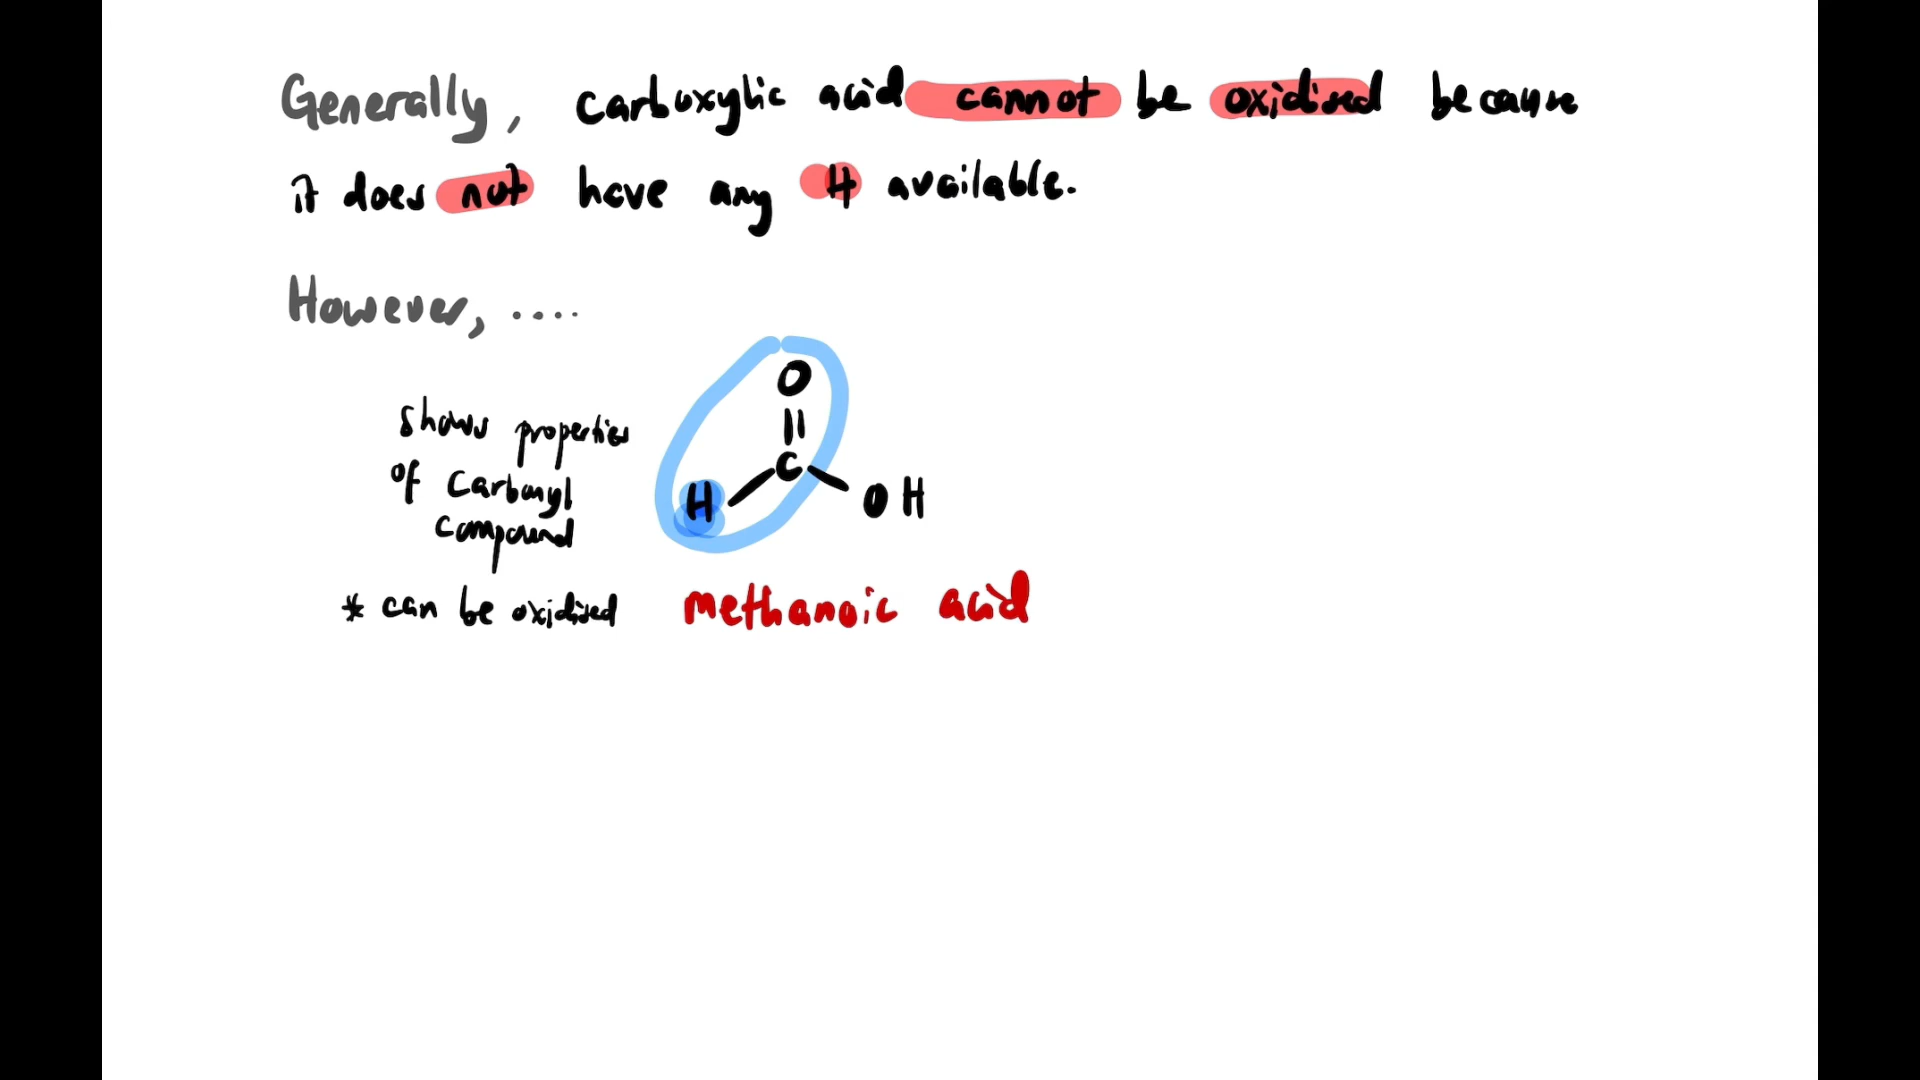 Generally, carboxylic acid cannot be oxidised because
it does not have any H available.
However, ....
shows properties
of carbonyl
compound
O
||
C
H
OH
* can be oxidised
methanoic acid